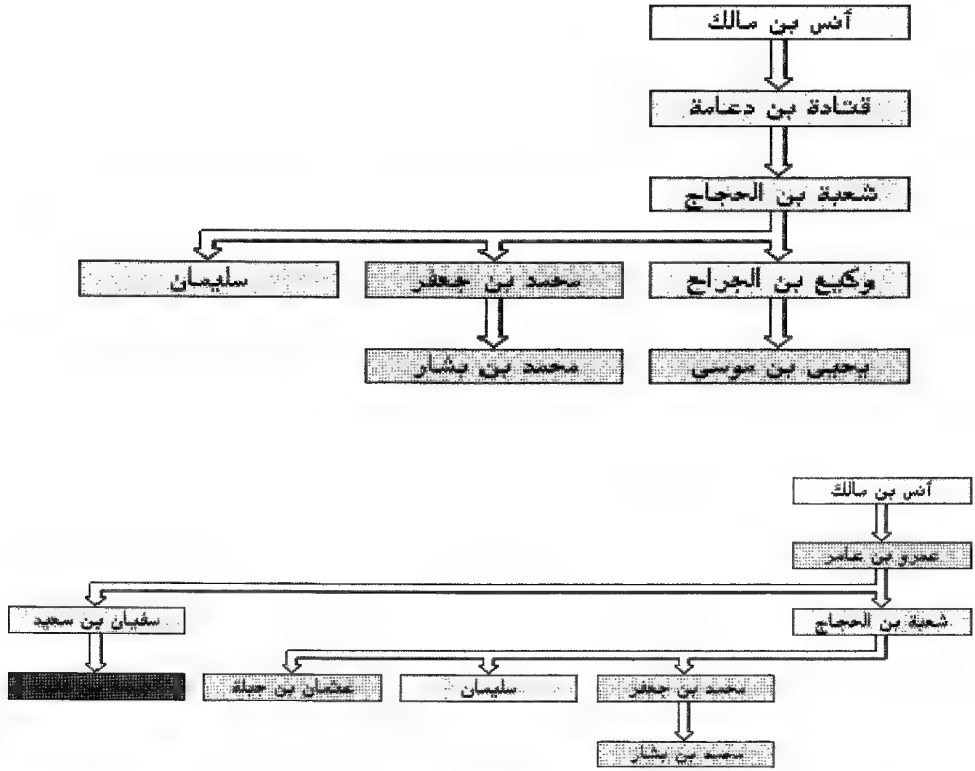 أنس بن مالك
قتادة بن دعامة
شعبة بن الحجاج
وكيع بن الجراح
محمد بن جعفر
سليمان
يحيى بن موسى
محمد بن بشار
أنس بن مالك
عمرو بن عامر
شعبة بن الحجاج
سفيان بن سعيد
محمد بن جعفر
سليمان
عثمان بن جبلة
محمد بن بشار